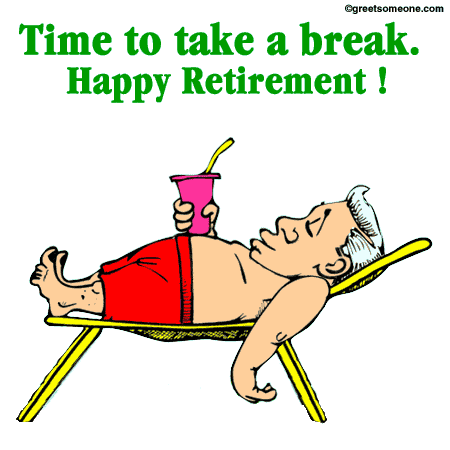 ©greetsomeone.com
Time to take a break.
Happy Retirement !